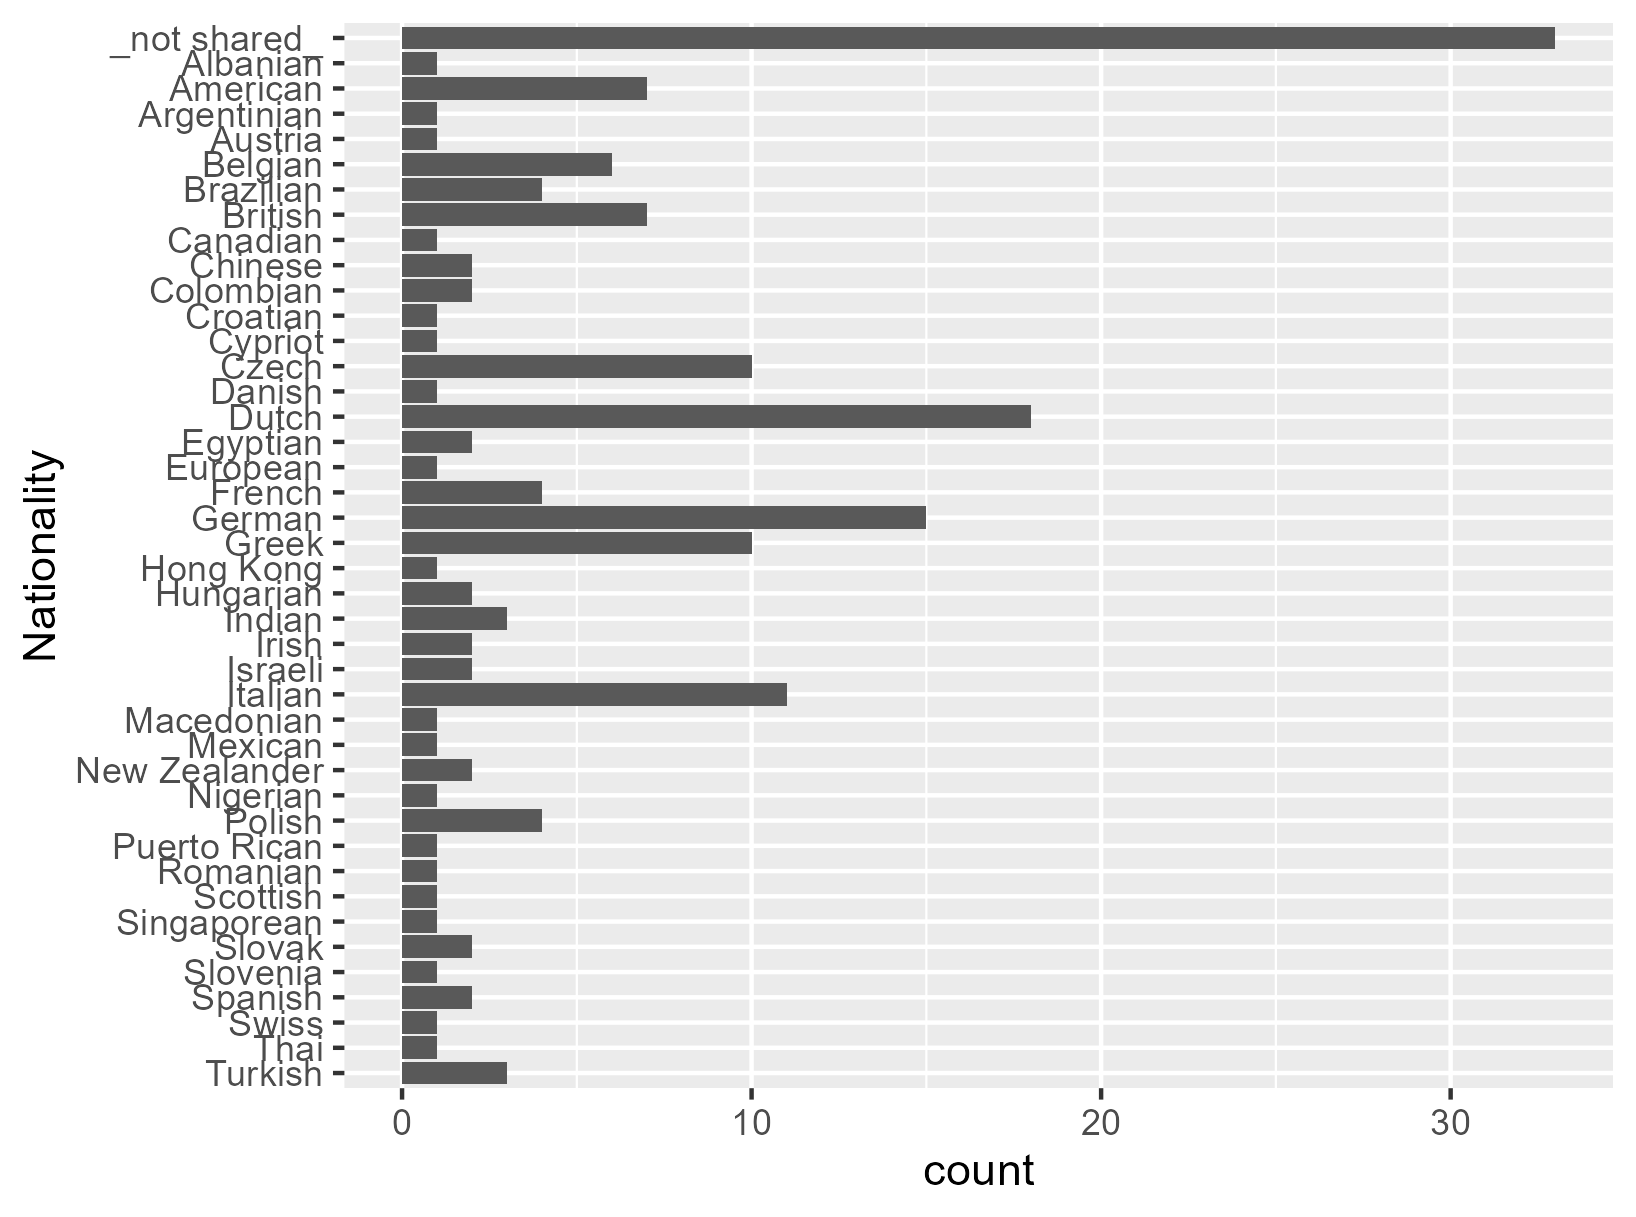 _not shared_
Albanian
American
Argentinian
Austria
Belgian
Brazilian
British
Canadian
Chinese
Colombian
Croatian
Cypriot
Czech
Danish
Dutch
Egyptian
European
French
German
Greek
Hong Kong
Hungarian
Indian
Irish
Israeli
Italian
Macedonian
Mexican
New Zealander
Nigerian
Polish
Puerto Rican
Romanian
Scottish
Singaporean
Slovak
Slovenia
Spanish
Swiss
Thai
Turkish
Nationality
0 10 20 30
count